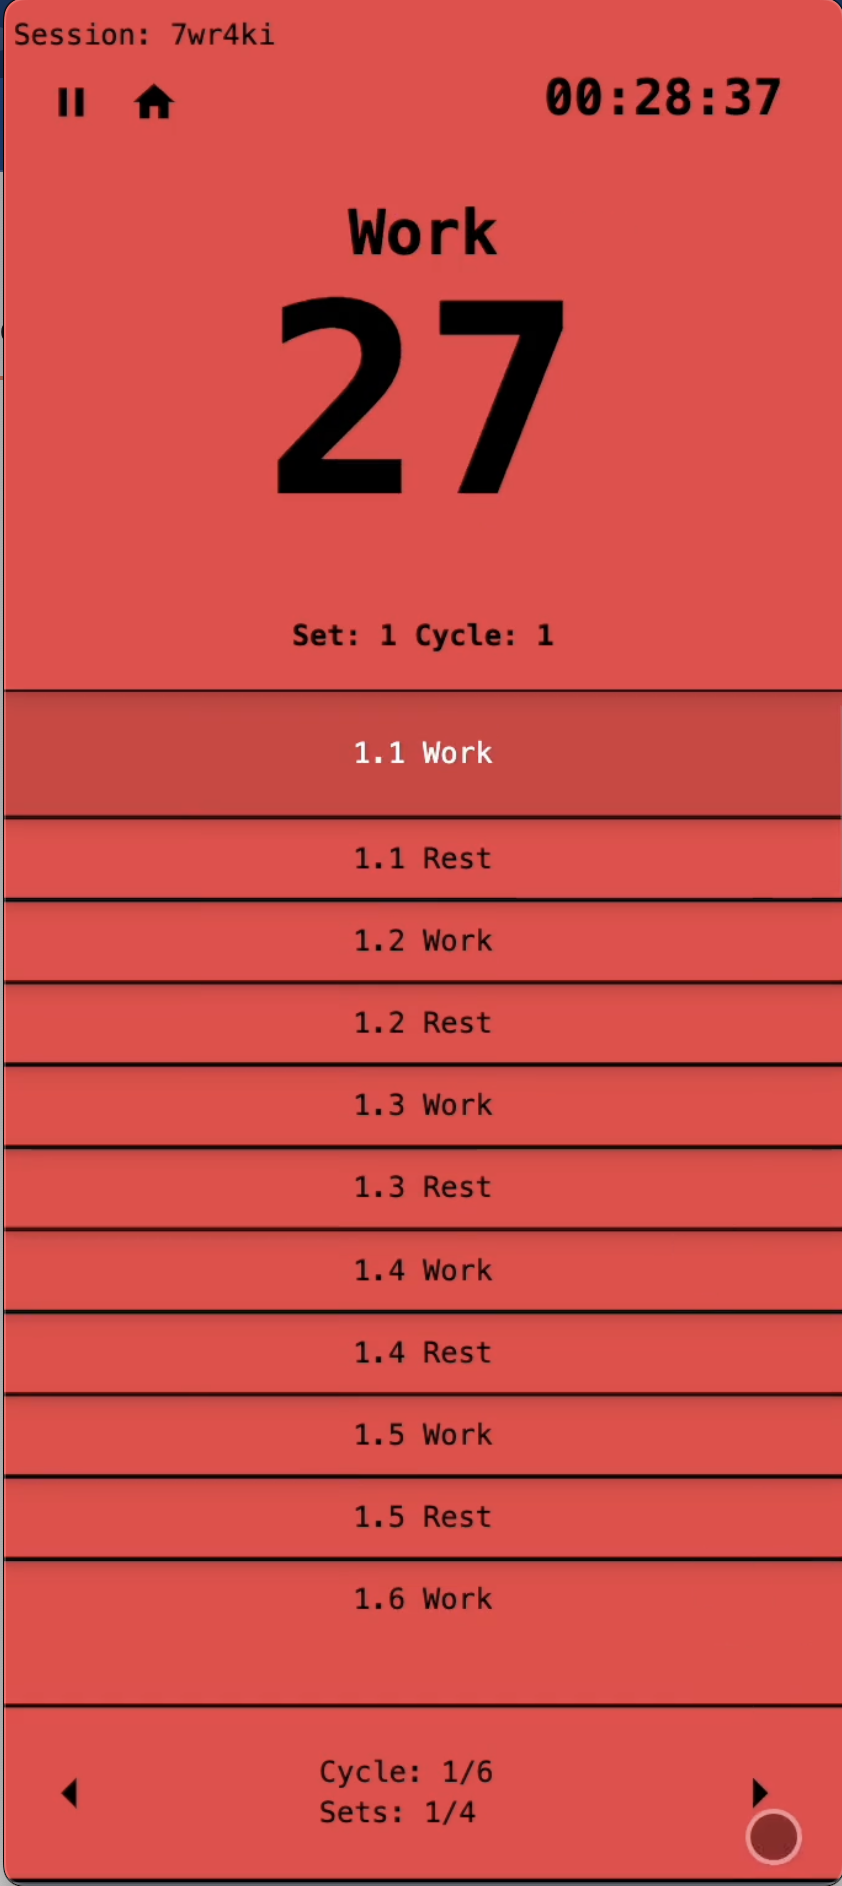 Session: 7wr4ki
00:28:37
Work
27
Set: 1 Cycle: 1
1.1 Work
1.1 Rest
1.2 Work
1.2 Rest
1.3 Work
1.3 Rest
1.4 Work
1.4 Rest
1.5 Work
1.5 Rest
1.6 Work
Cycle: 1/6
Sets: 1/4